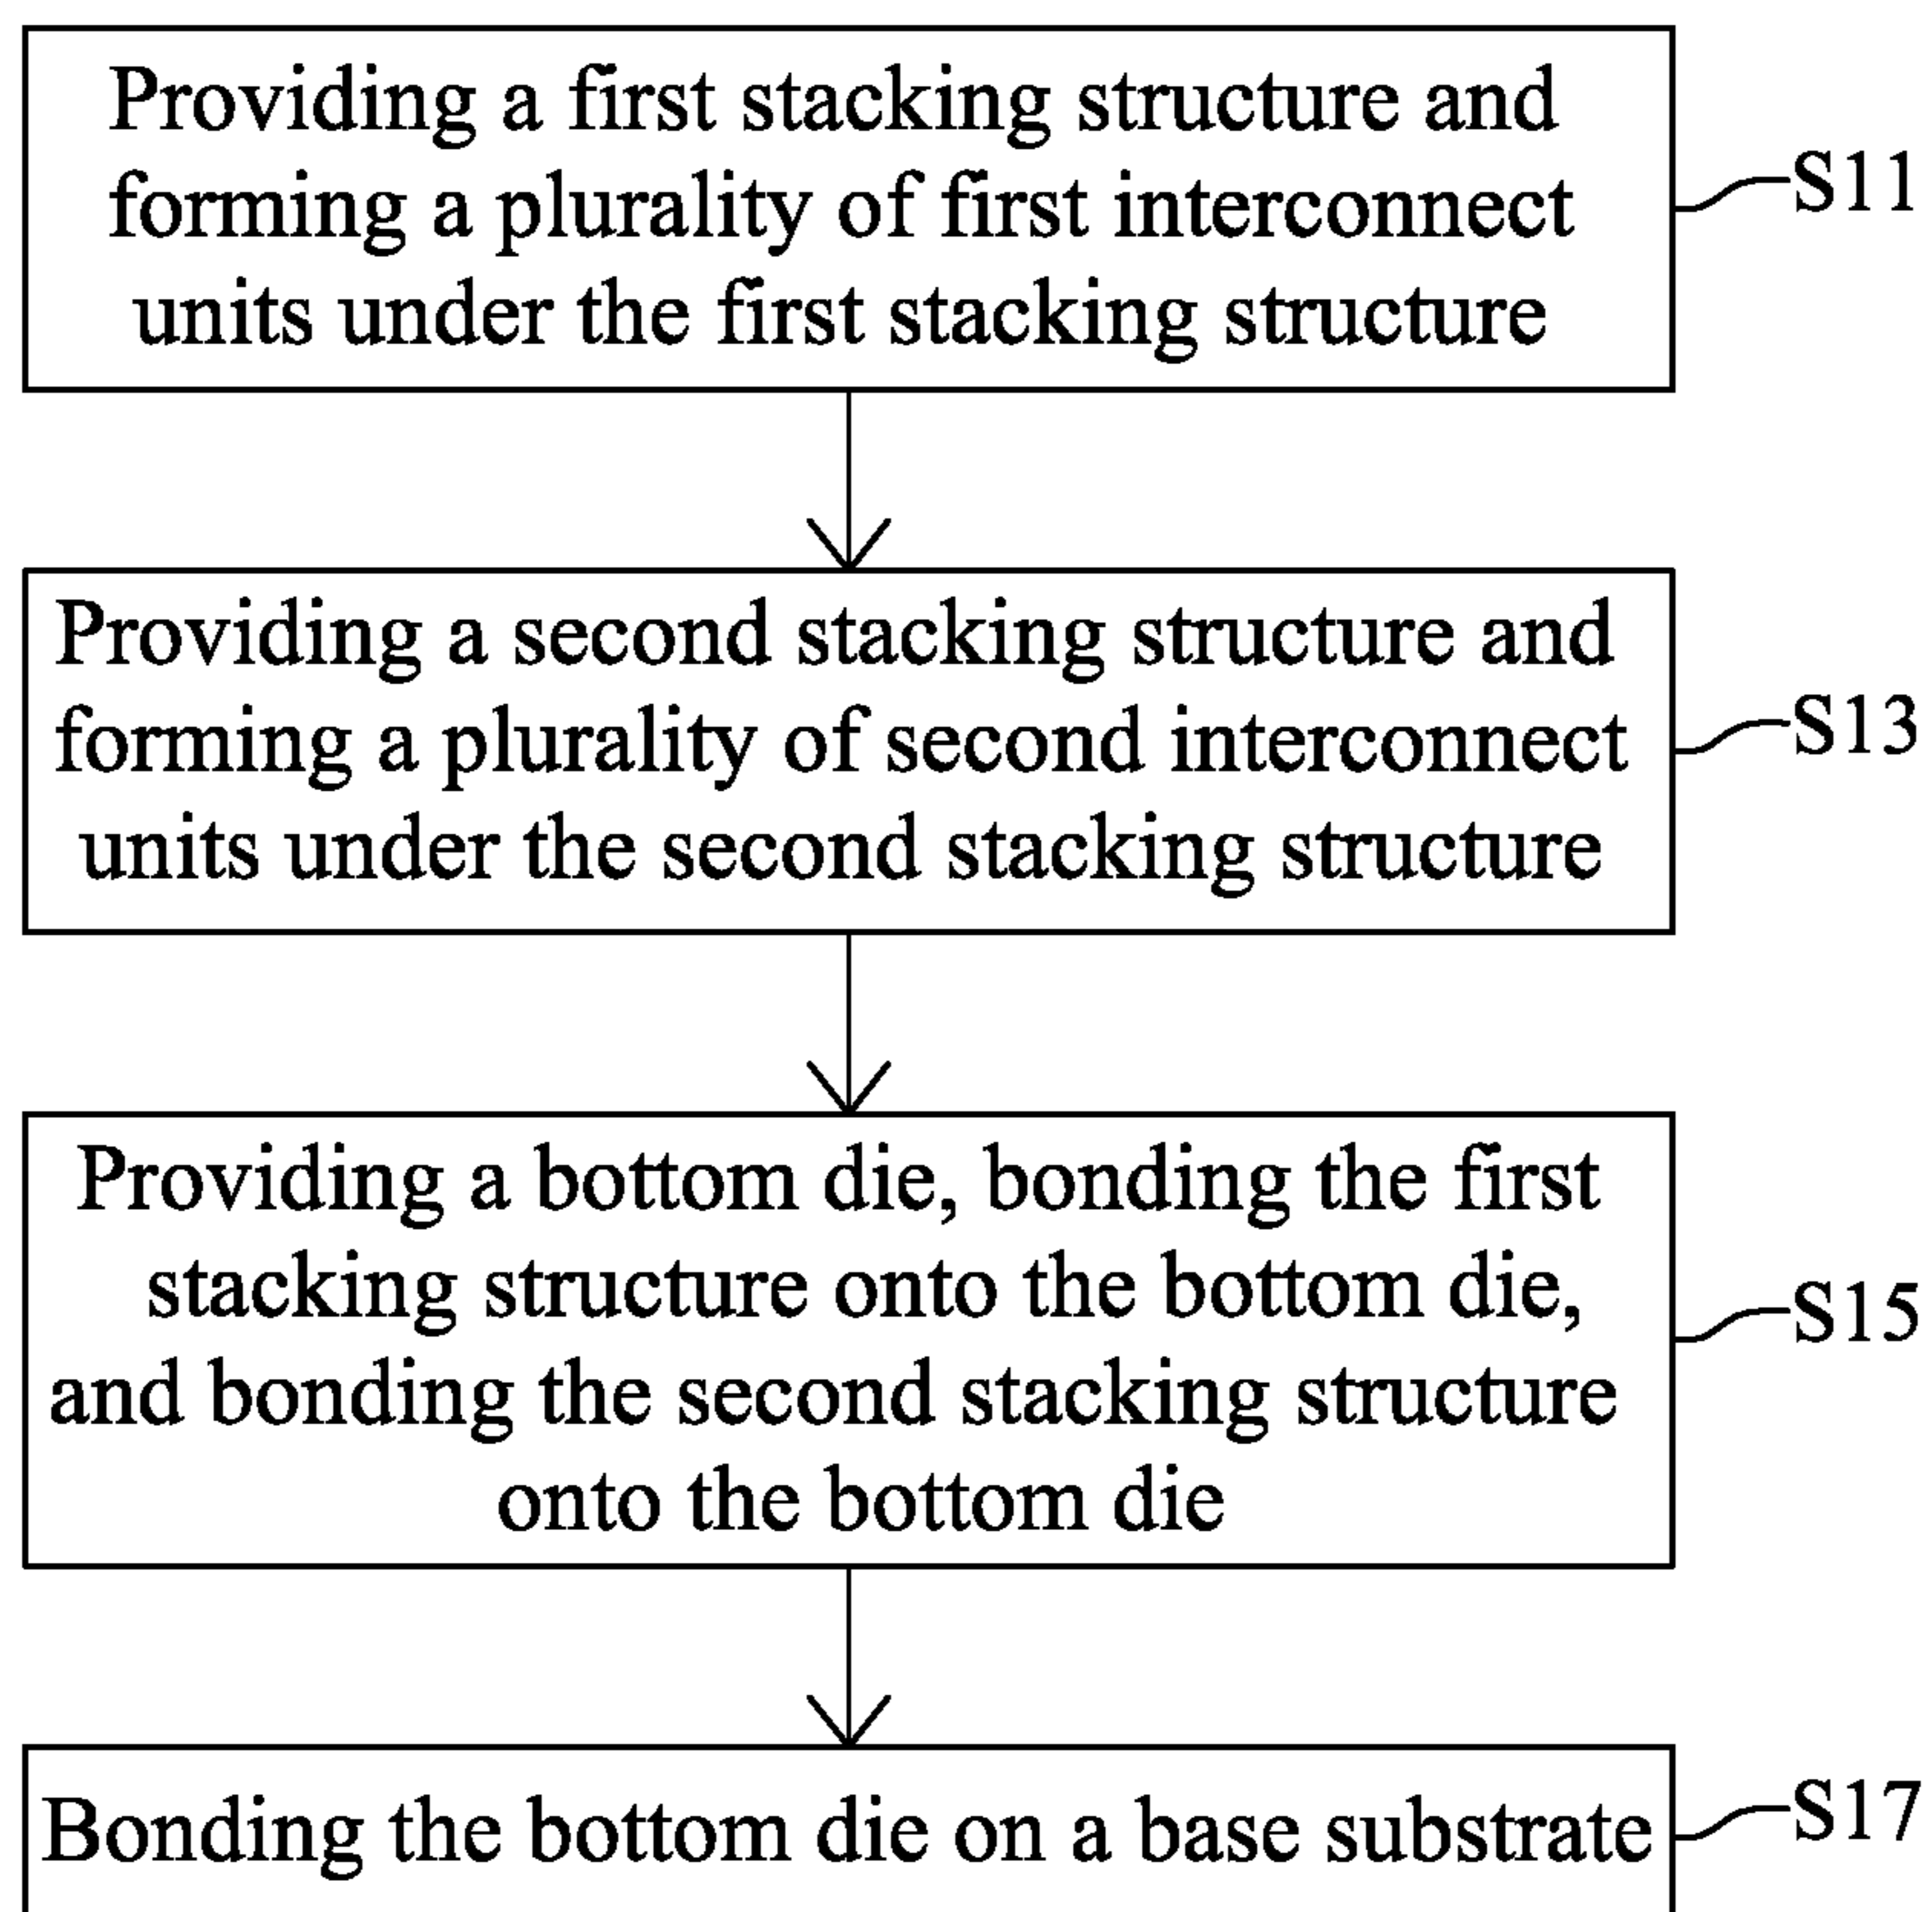 Providing a first stacking structure and
forming a plurality of first interconnect
units under the first stacking structure
S11
Providing a second stacking structure and
forming a plurality of second interconnect
units under the second stacking structure
S13
Providing a bottom die, bonding the first
stacking structure onto the bottom die,
and bonding the second stacking structure
onto the bottom die
S15
Bonding the bottom die on a base substrate
S17